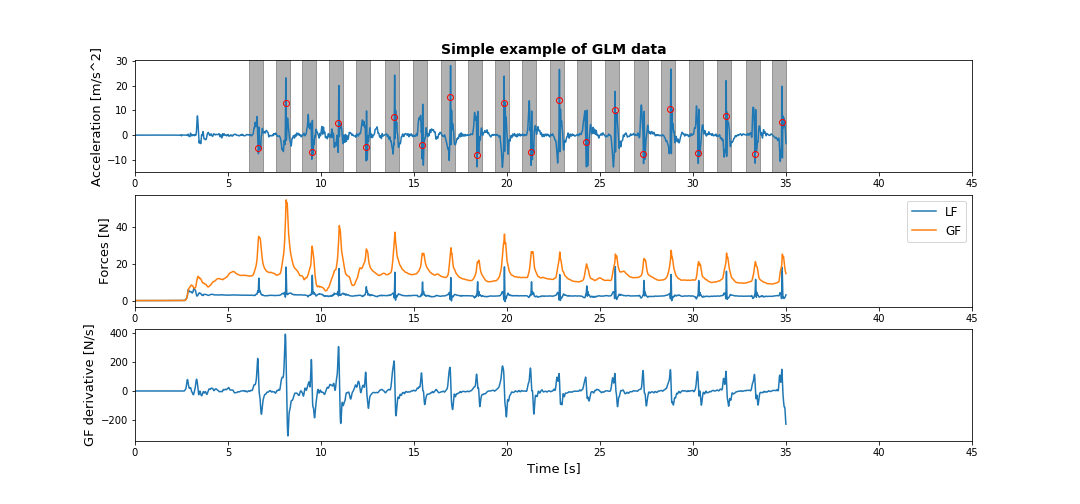 Simple example of GLM data
Acceleration [m/s^2]
30
20
10
0
−10
0 5 10 15 20 25 30 35 40 45
Forces [N]
40
20
0
LF
GF
0 5 10 15 20 25 30 35 40 45
GF derivative [N/s]
400
200
0
−200
0 5 10 15 20 25 30 35 40 45
Time [s]